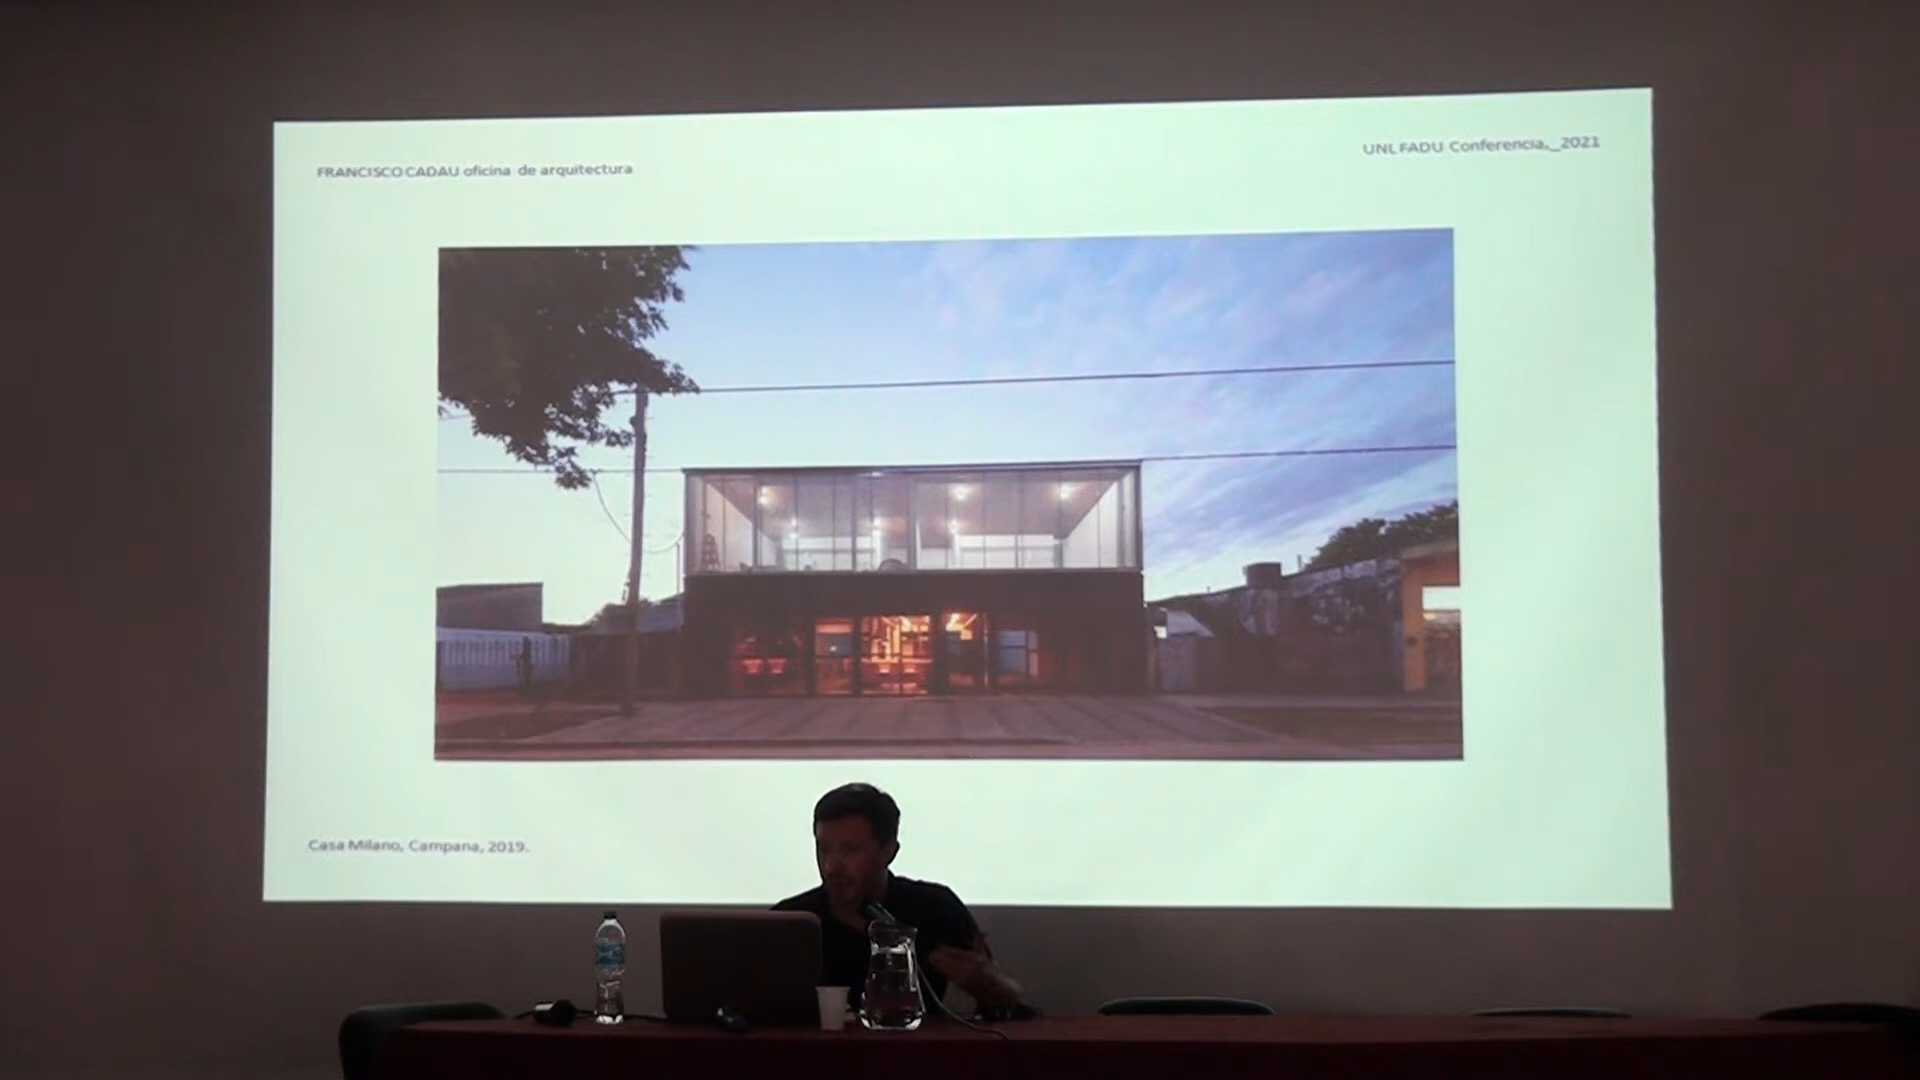 FRANCISCO CADAU oficina de arquitectura
UNL FADU Conferencia,_2021
Casa Milano, Campana, 2019.